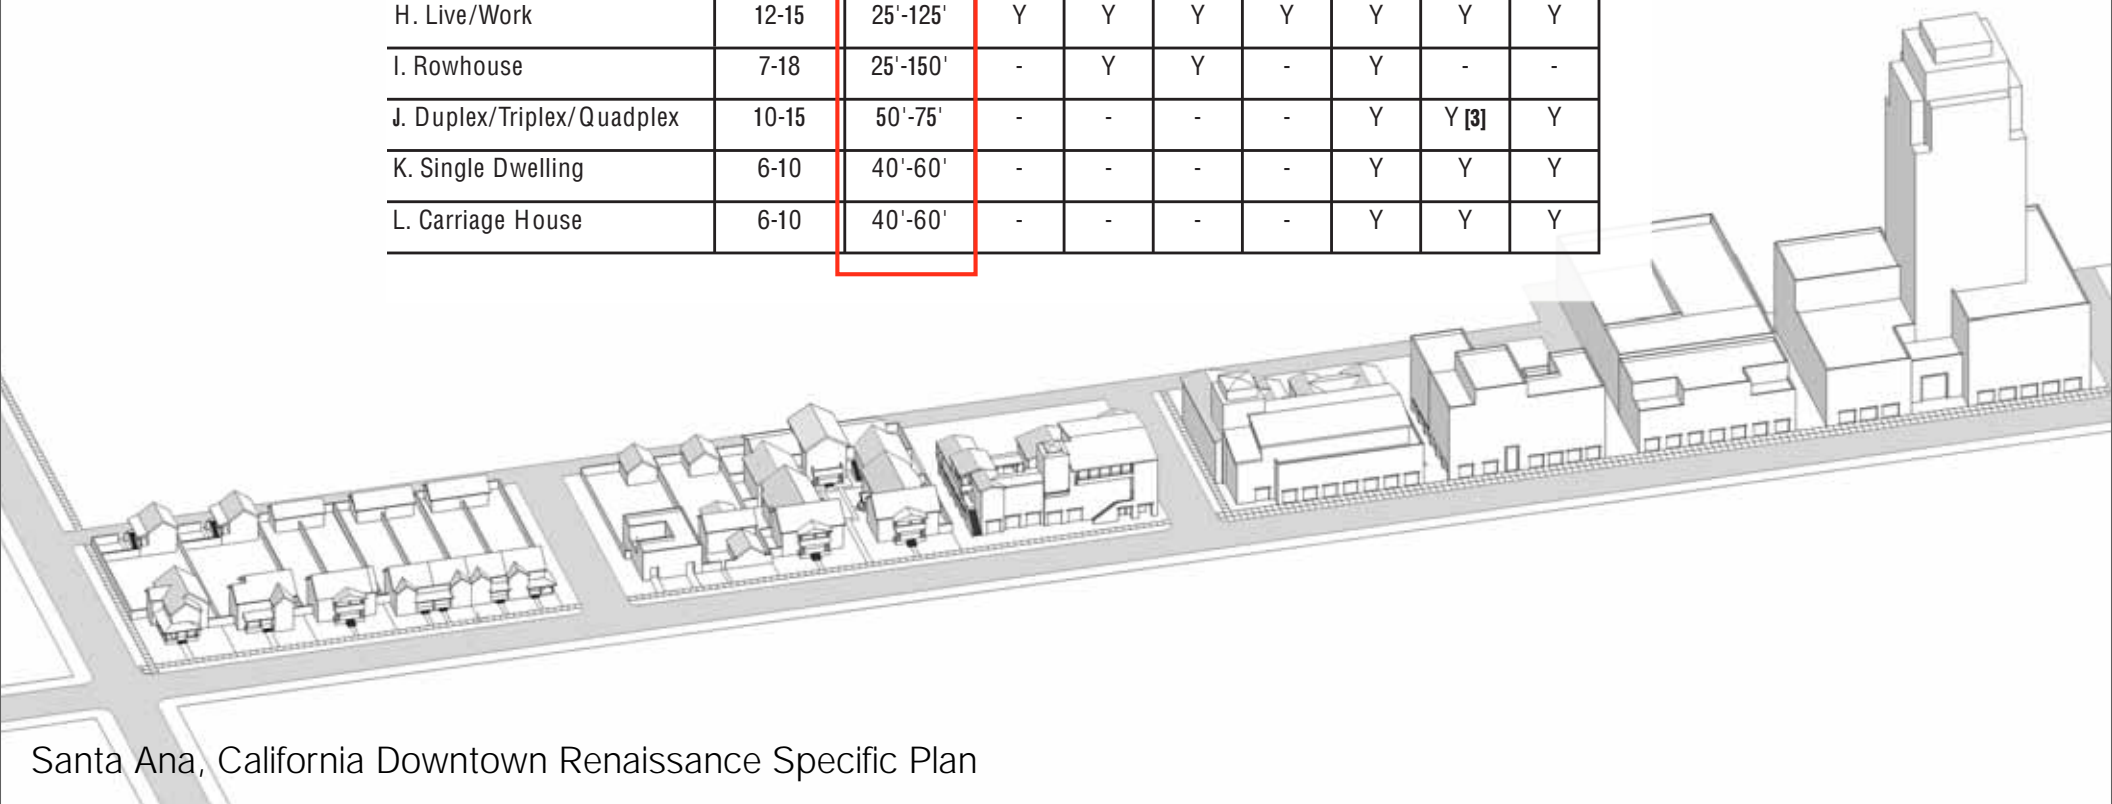 H. Live/Work 12-15 25'-125' Y Y Y Y Y Y Y
I. Rowhouse 7-18 25'-150' - Y Y - Y - -
J. Duplex/Triplex/Quadplex 10-15 50'-75' - - - - Y Y [3] Y
K. Single Dwelling 6-10 40'-60' - - - - Y Y Y
L. Carriage House 6-10 40'-60' - - - - Y Y Y
Santa Ana, California Downtown Renaissance Specific Plan